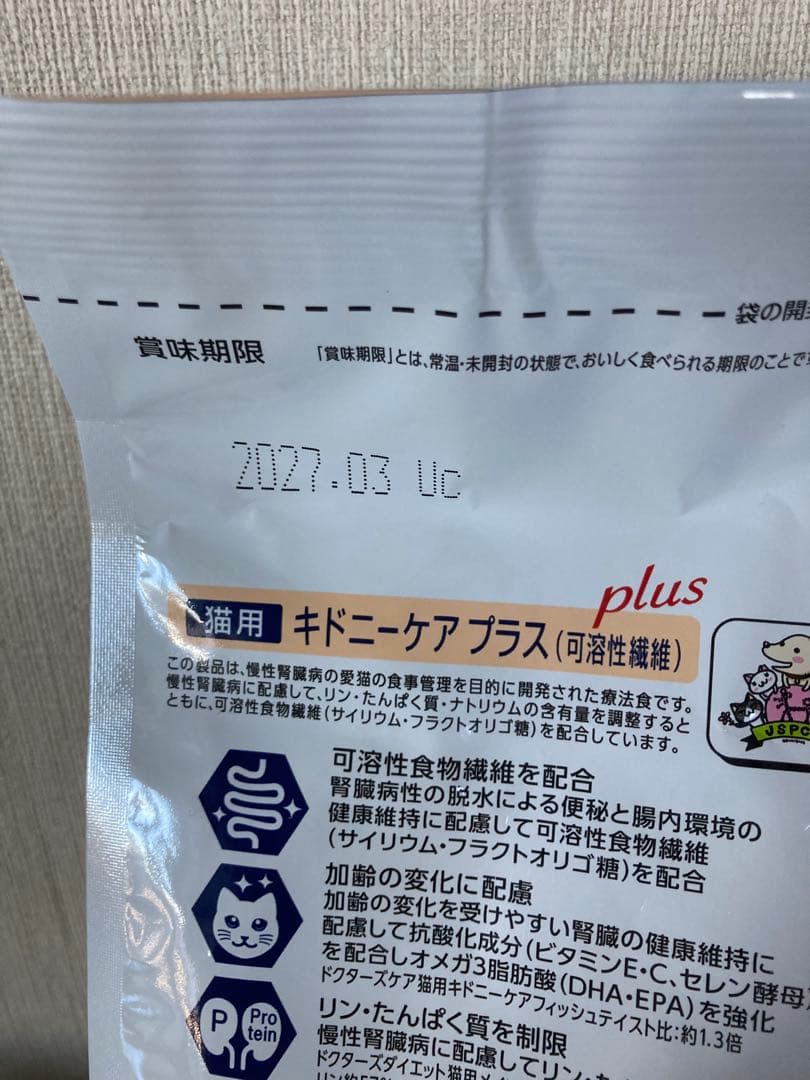 袋の開
賞味期限
「賞味期限」とは、常温・未開封の状態で、おいしく食べられる期限のことで
2027.03 Uc
plus
猫用 キドニーケア プラス(可溶性繊維)
この製品は、慢性腎臓病の愛猫の食事管理を目的に開発された療法食です。
慢性腎臓病に配慮して、リン・たんぱく質・ナトリウムの含有量を調整すると
ともに、可溶性食物繊維(サイリウム・フラクトオリゴ糖)を配合しています。
JSPC
可溶性食物繊維を配合
腎臓病性の脱水による便秘と腸内環境の
健康維持に配慮して可溶性食物繊維
(サイリウム・フラクトオリゴ糖)を配合
加齢の変化に配慮
加齢の変化を受けやすい腎臓の健康維持に
配慮して抗酸化成分(ビタミンE・C、セレン酵母)
を配合しオメガ3脂肪酸(DHA・EPA)を強化
ドクターズケア猫用キドニーケアフィッシュテイスト比:約1.3倍
P Pro
tein
リン・たんぱく質を制限
慢性腎臓病に配慮してリン・た
ドクターズダイエット猫用メイ